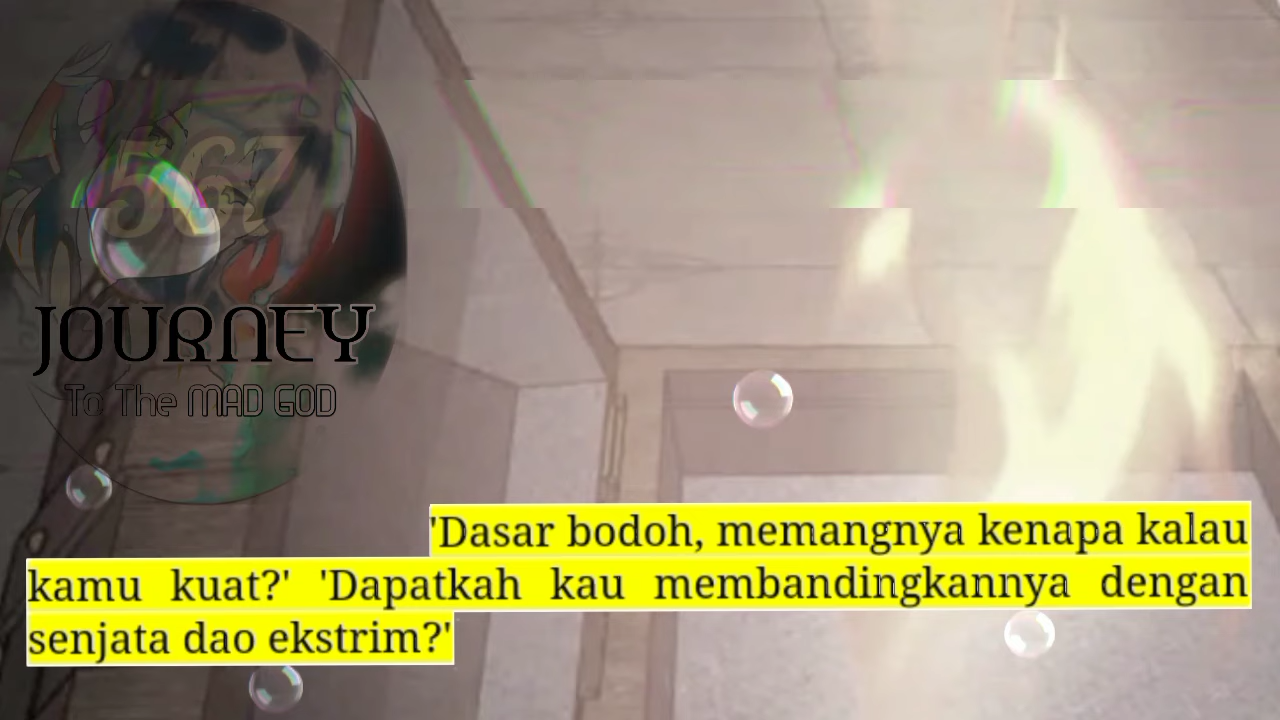 567
JOURNEY
To The MAD GOD
'Dasar bodoh, memangnya kenapa kalau
kamu kuat?' 'Dapatkah kau membandingkannya dengan
senjata dao ekstrim?'